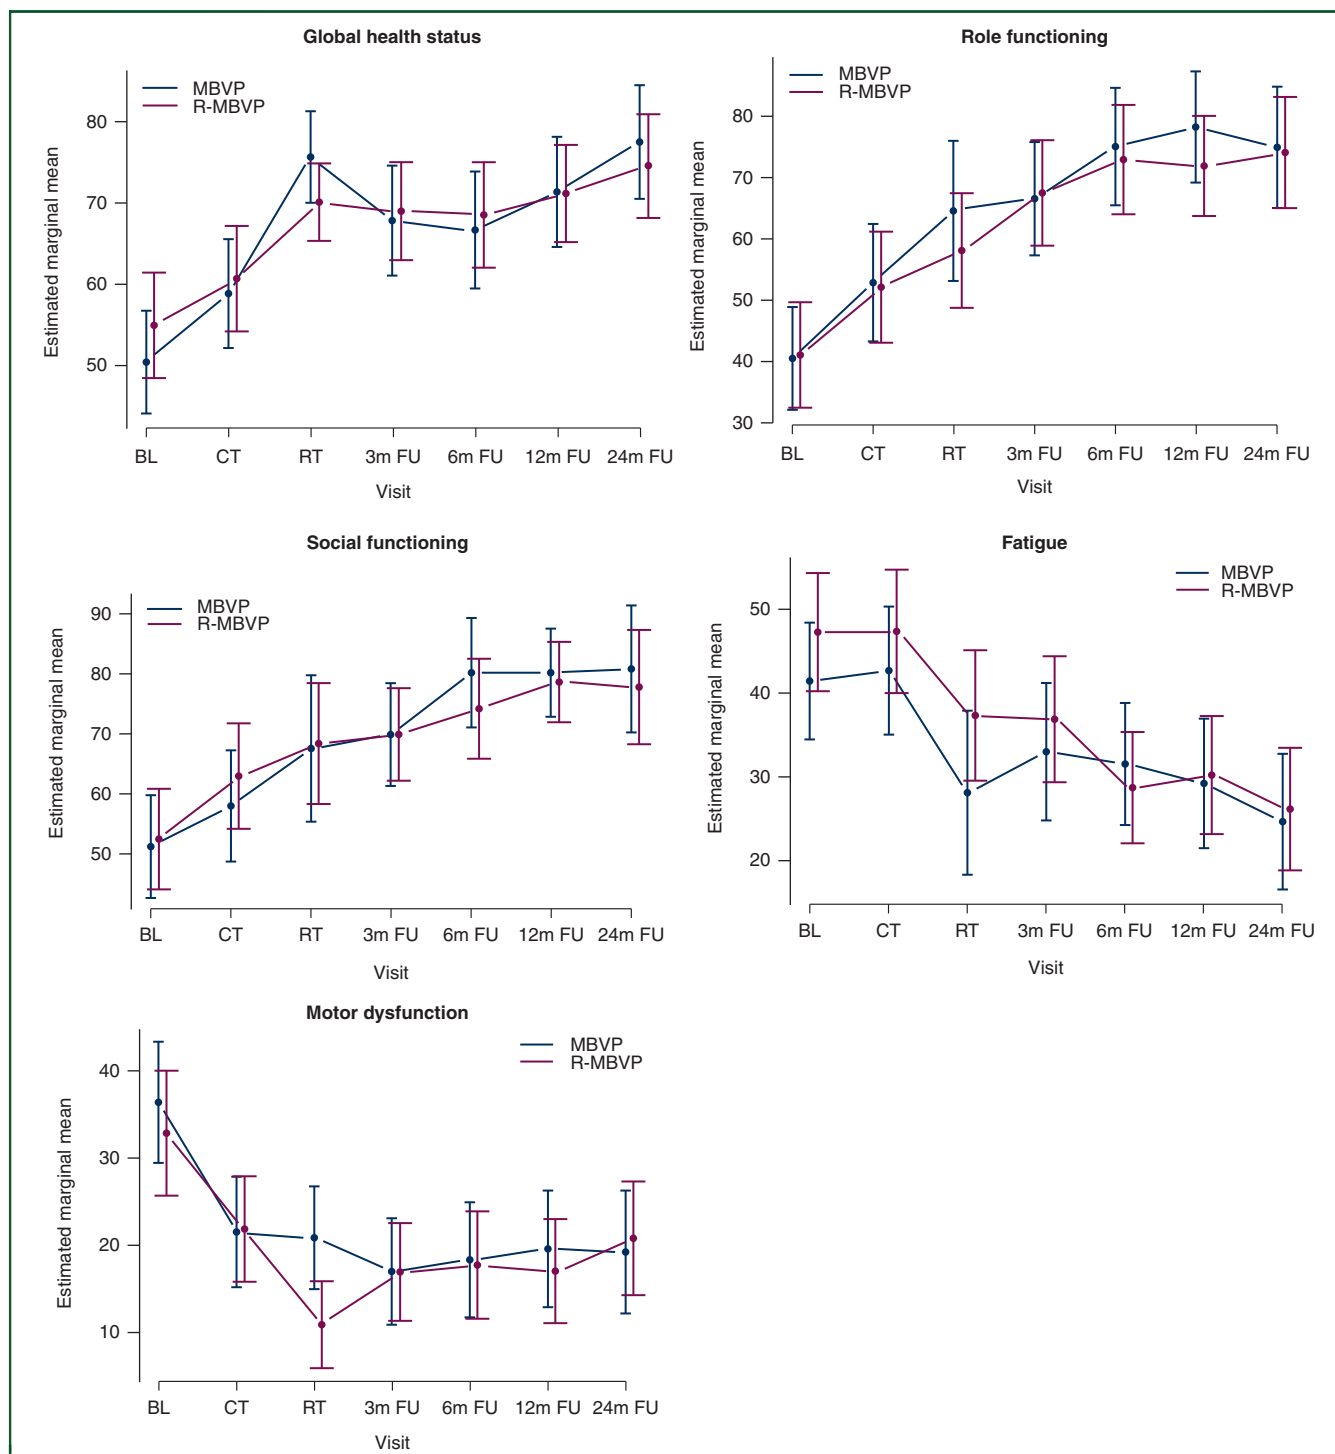 Global health status
MBVP
R-MBVP
Estimated marginal mean
80
70
60
50
BL CT RT 3m FU 6m FU 12m FU 24m FU
Visit
Role functioning
MBVP
R-MBVP
Estimated marginal mean
80
70
60
50
40
30
BL CT RT 3m FU 6m FU 12m FU 24m FU
Visit
Social functioning
MBVP
R-MBVP
Estimated marginal mean
90
80
70
60
50
BL CT RT 3m FU 6m FU 12m FU 24m FU
Visit
Fatigue
MBVP
R-MBVP
Estimated marginal mean
50
40
30
20
BL CT RT 3m FU 6m FU 12m FU 24m FU
Visit
Motor dysfunction
MBVP
R-MBVP
Estimated marginal mean
40
30
20
10
BL CT RT 3m FU 6m FU 12m FU 24m FU
Visit